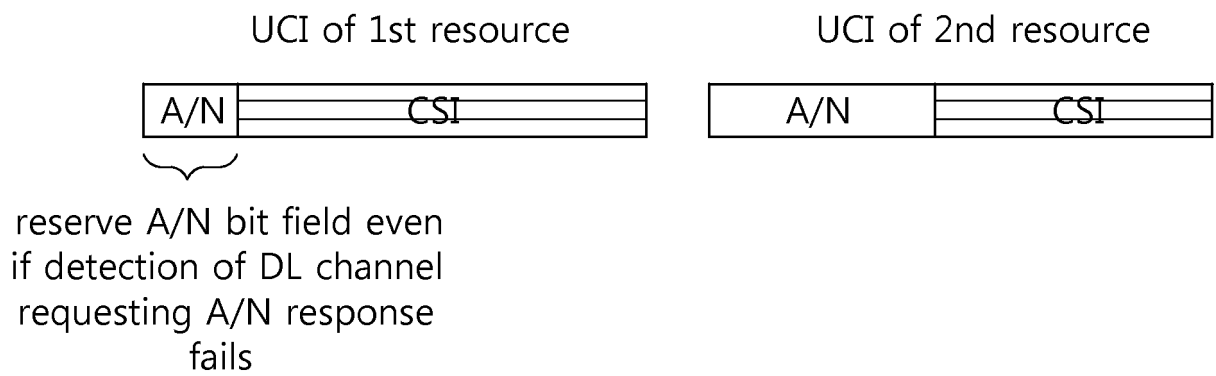 UCI of 1st resource
UCI of 2nd resource
A/N
CSI
A/N
CSI
reserve A/N bit field even
if detection of DL channel
requesting A/N response
fails